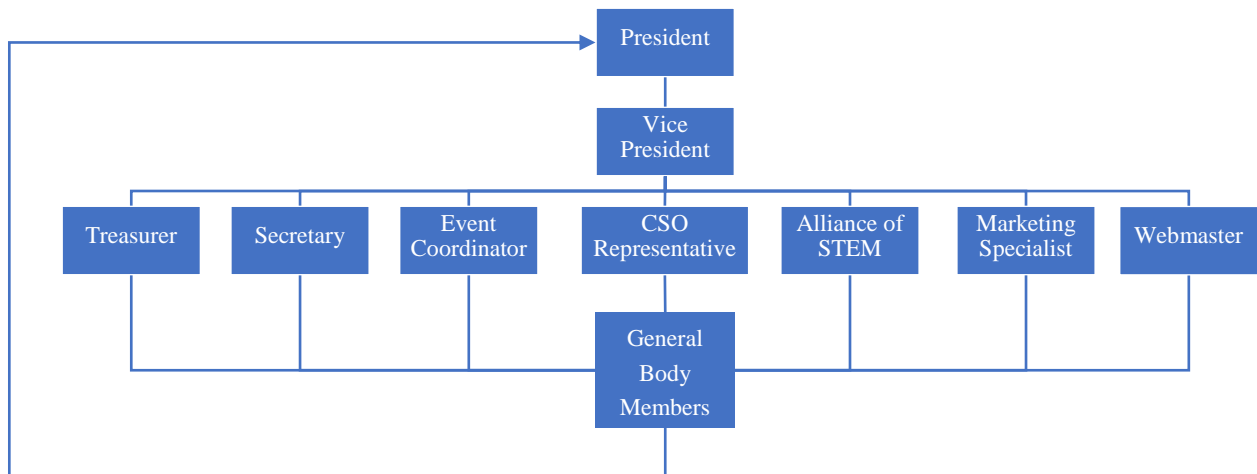 President
Vice
President
Treasurer
Secretary
Event
Coordinator
CSO
Representative
Alliance of
STEM
Marketing
Specialist
Webmaster
General
Body
Members